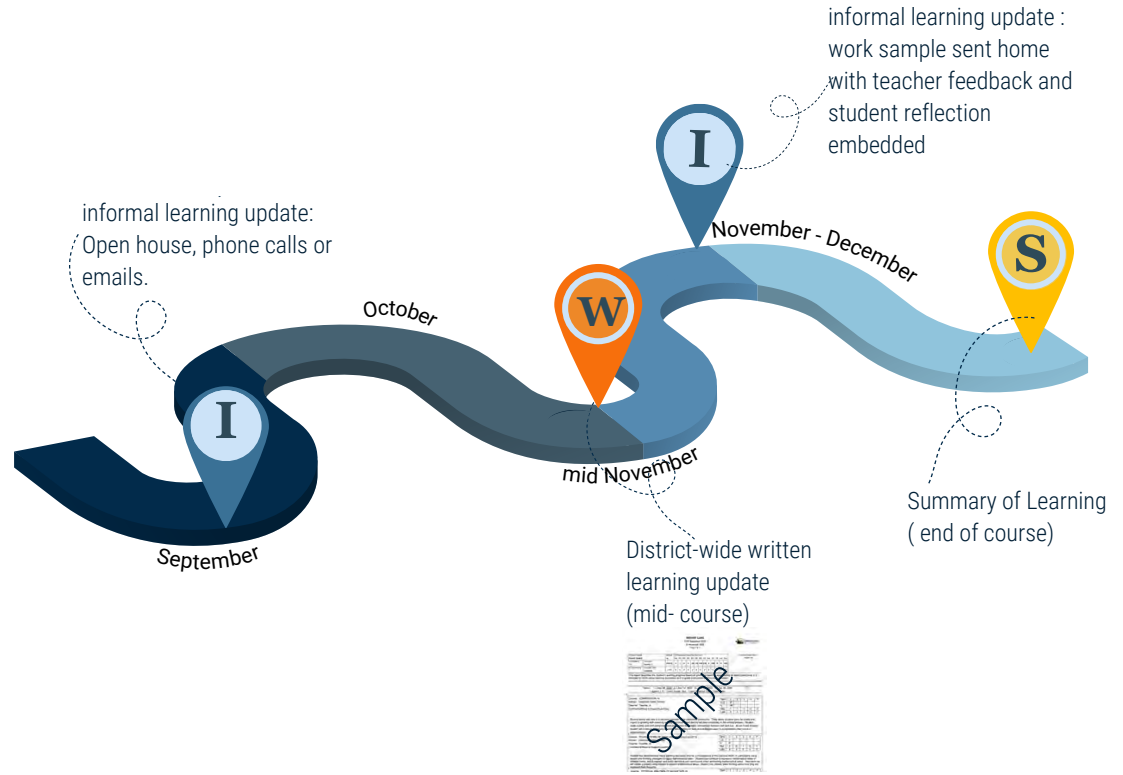 informal learning update :
work sample sent home
with teacher feedback and
student reflection
embedded
I
informal learning update:
Open house, phone calls or
emails.
November - December
S
W
October
I
mid November
September
Summary of Learning
( end of course)
District-wide written
learning update
(mid- course)
Sample